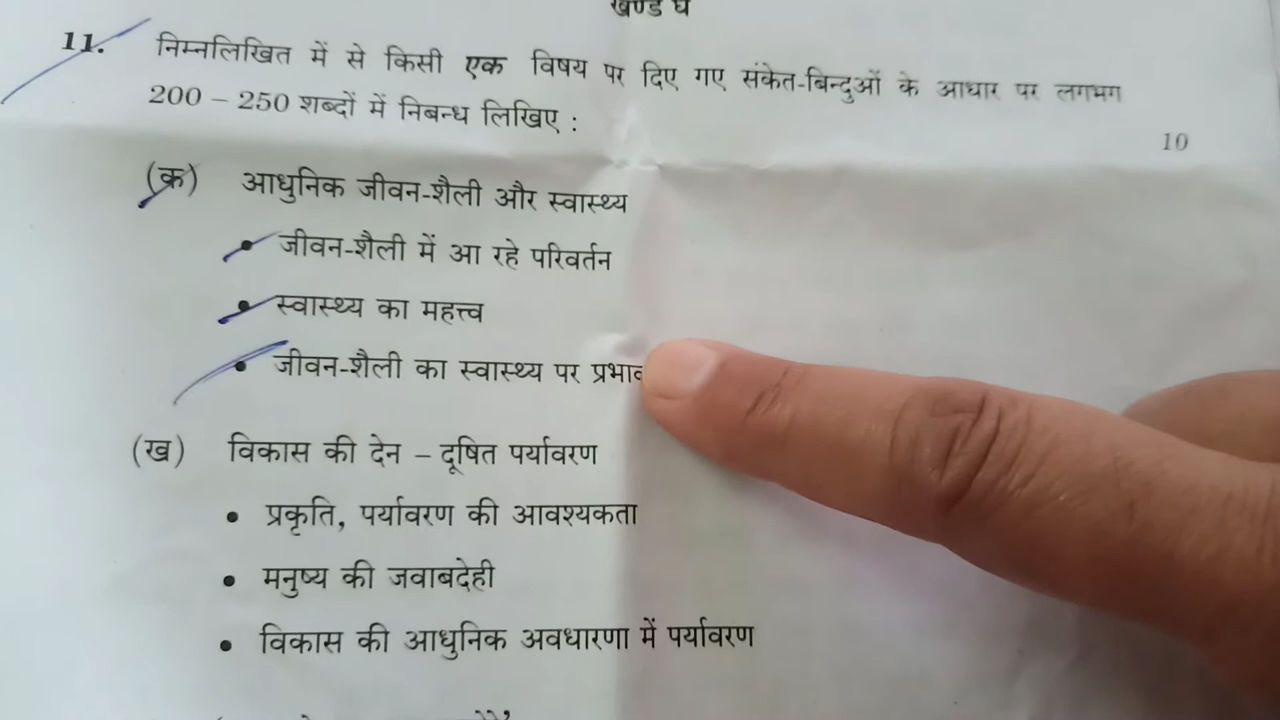 खण्ड घ
11. निम्नलिखित में से किसी एक विषय पर दिए गए संकेत-बिन्दुओं के आधार पर लगभग
200 – 250 शब्दों में निबन्ध लिखिए :
10
(क) आधुनिक जीवन-शैली और स्वास्थ्य
• जीवन-शैली में आ रहे परिवर्तन
• स्वास्थ्य का महत्त्व
• जीवन-शैली का स्वास्थ्य पर प्रभाव
(ख) विकास की देन – दूषित पर्यावरण
• प्रकृति, पर्यावरण की आवश्यकता
• मनुष्य की जवाबदेही
• विकास की आधुनिक अवधारणा में पर्यावरण